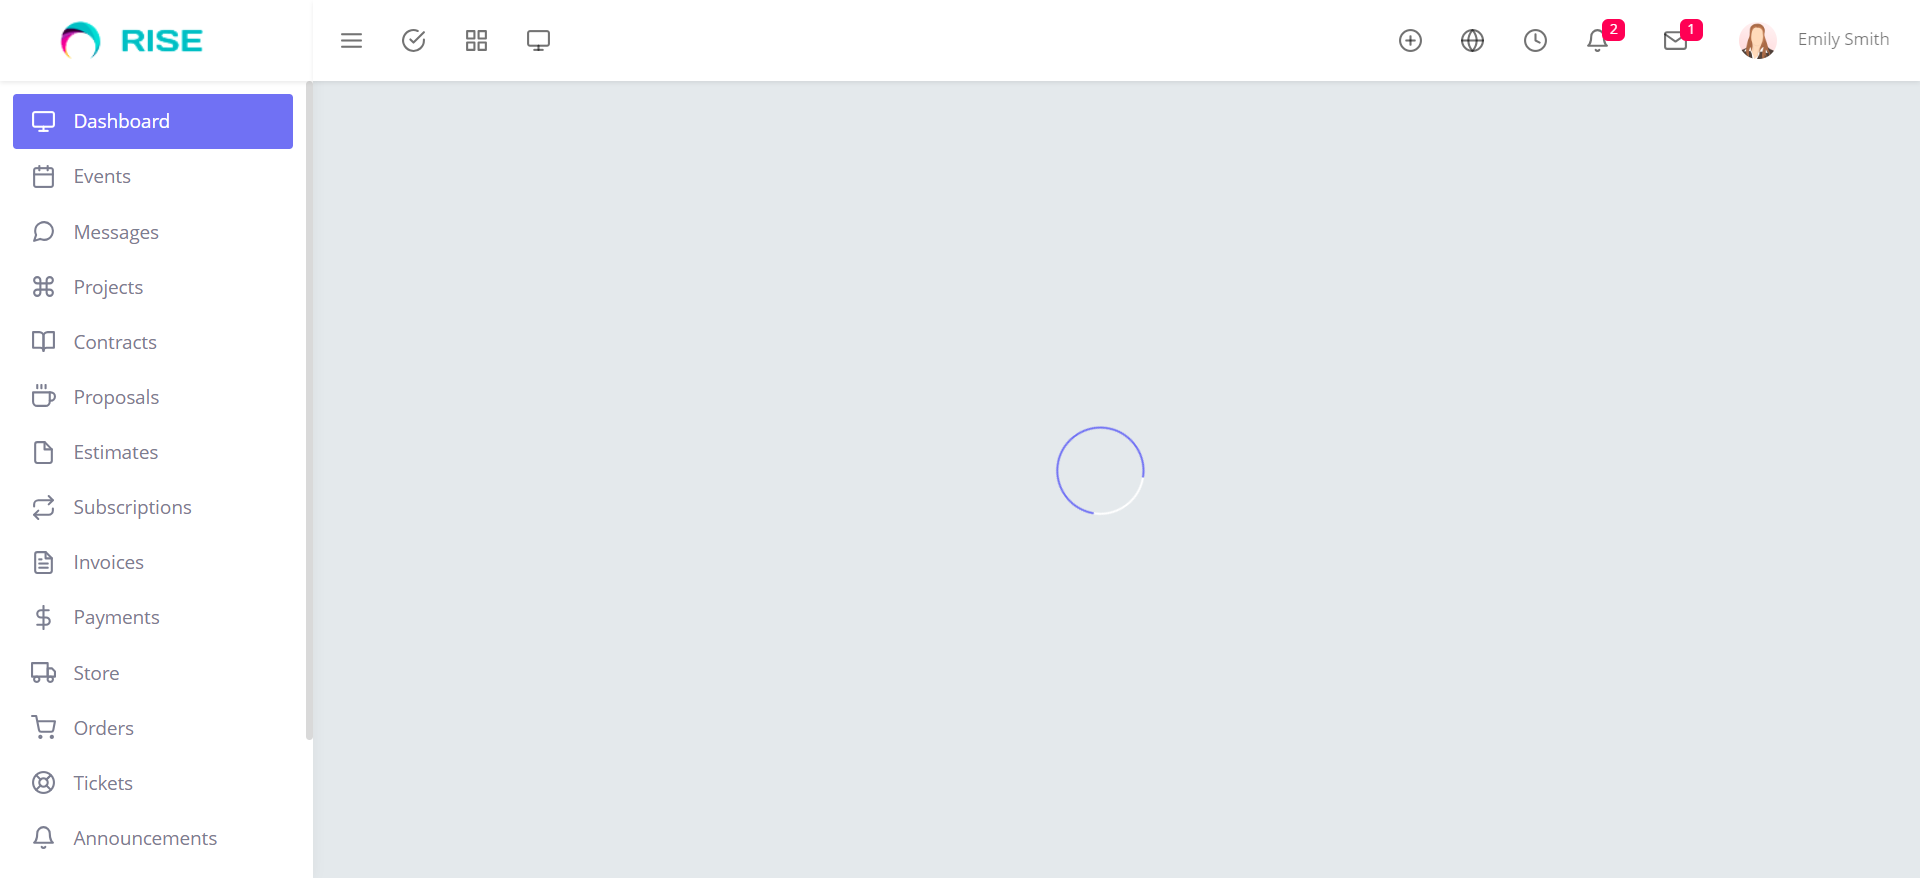 RISE
2
1
Emily Smith
Dashboard
Events
Messages
Projects
Contracts
Proposals
Estimates
Subscriptions
Invoices
Payments
Store
Orders
Tickets
Announcements